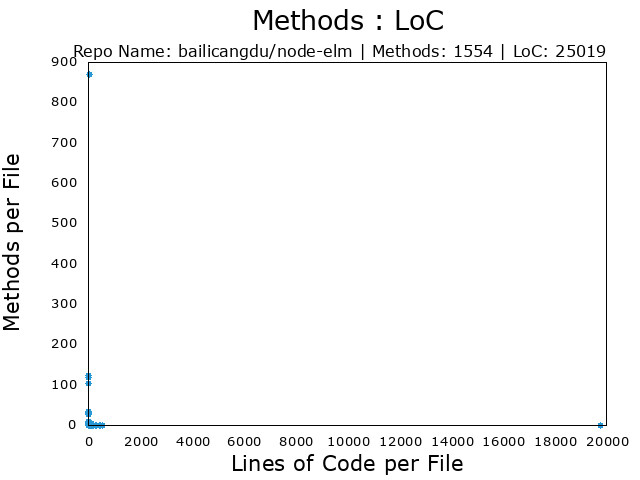 Methods : LoC
Repo Name: bailicangdu/node-elm | Methods: 1554 | LoC: 25019
900
800
700
600
500
400
300
200
100
0
Methods per File
0 2000 4000 6000 8000 10000 12000 14000 16000 18000 20000
Lines of Code per File